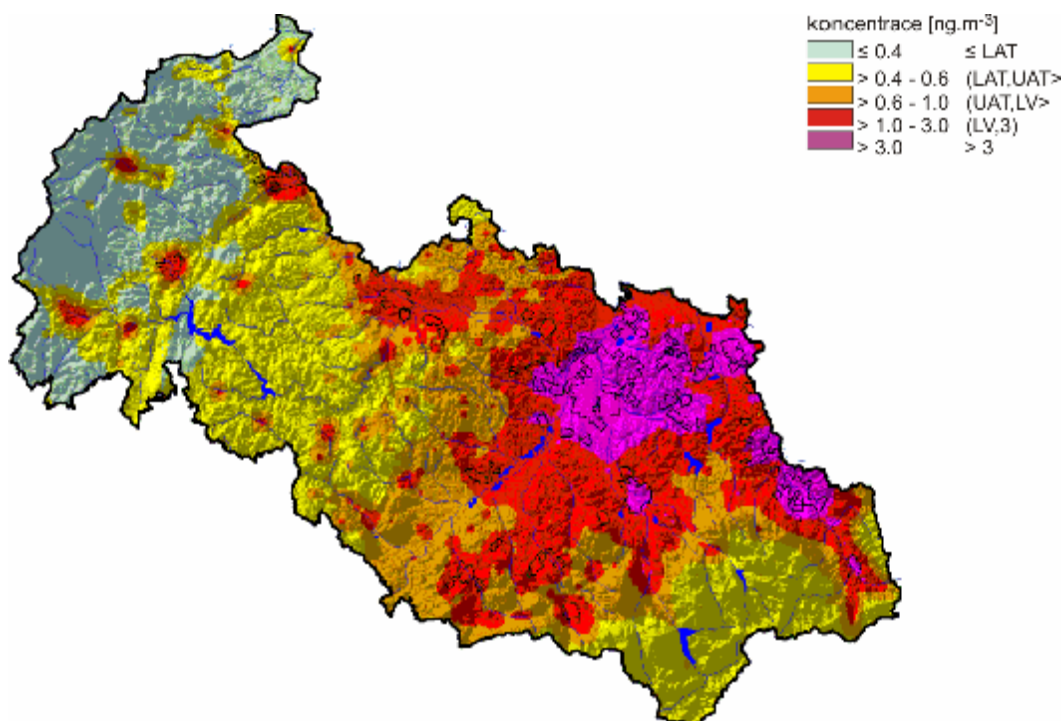 koncentrace [ng.m-3]
≤ 0.4 ≤ LAT
> 0.4 - 0.6 (LAT,UAT>
> 0.6 - 1.0 (UAT,LV>
> 1.0 - 3.0 (LV,3⟩
> 3.0 > 3